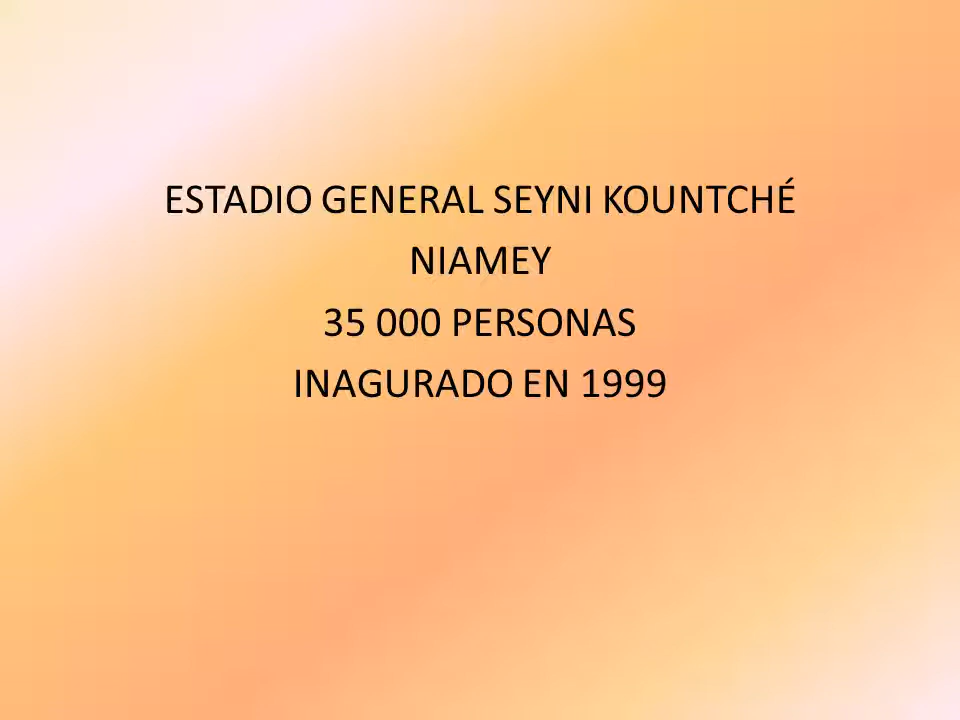 ESTADIO GENERAL SEYNI KOUNTCHÉ
NIAMEY
35 000 PERSONAS
INAGURADO EN 1999